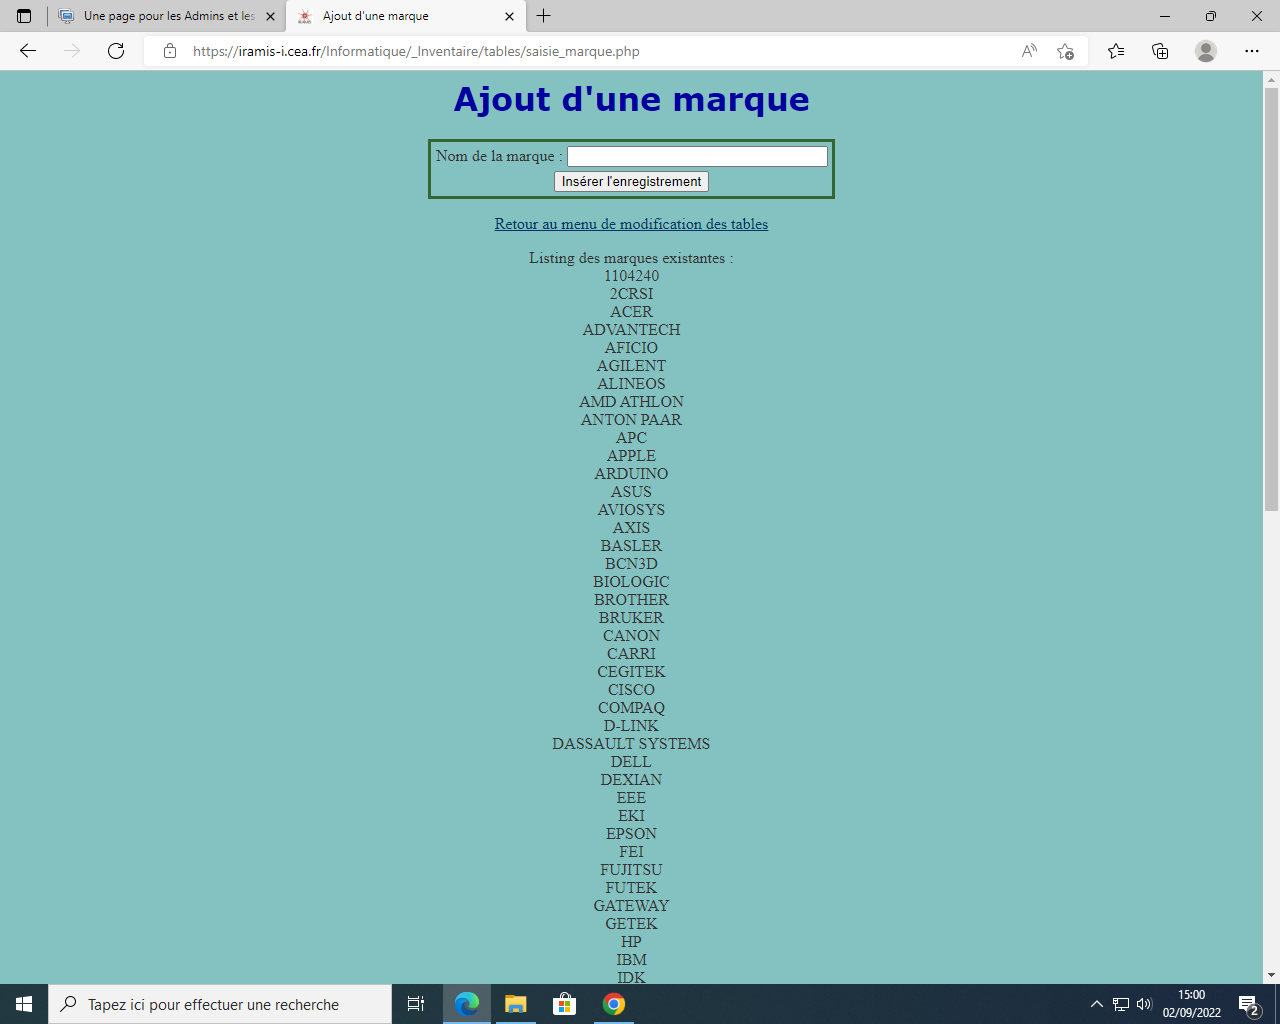 Une page pour les Admins et les
Ajout d'une marque
https://iramis-i.cea.fr/Informatique/_Inventaire/tables/saisie_marque.php
Ajout d'une marque
Nom de la marque :
Insérer l'enregistrement
Retour au menu de modification des tables
Listing des marques existantes :
1104240
2CRSI
ACER
ADVANTECH
AFICIO
AGILENT
ALINEOS
AMD ATHLON
ANTON PAAR
APC
APPLE
ARDUINO
ASUS
AVIOSYS
AXIS
BASLER
BCN3D
BIOLOGIC
BROTHER
BRUKER
CANON
CARRI
CEGITEK
CISCO
COMPAQ
D-LINK
DASSAULT SYSTEMS
DELL
DEXIAN
EEE
EKI
EPSON
FEI
FUJITSU
FUTEK
GATEWAY
GETEK
HP
IBM
IDK
Tapez ici pour effectuer une recherche
15:00
02/09/2022
2